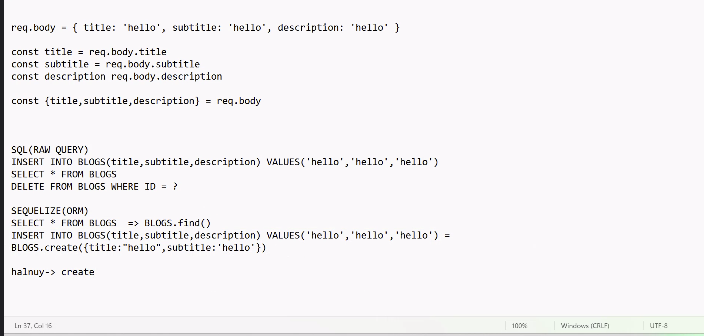 req.body = { title: 'hello', subtitle: 'hello', description: 'hello' }
const title = req.body.title
const subtitle = req.body.subtitle
const description req.body.description
const {title,subtitle,description} = req.body
SQL(RAW QUERY)
INSERT INTO BLOGS(title,subtitle,description) VALUES('hello','hello','hello')
SELECT * FROM BLOGS
DELETE FROM BLOGS WHERE ID = ?
SEQUELIZE(ORM)
SELECT * FROM BLOGS  => BLOGS.find()
INSERT INTO BLOGS(title,subtitle,description) VALUES('hello','hello','hello') =
BLOGS.create({title:"hello",subtitle:'hello'})
halnuy-> create
Ln 37, Col 16 100% Windows (CRLF) UTF-8